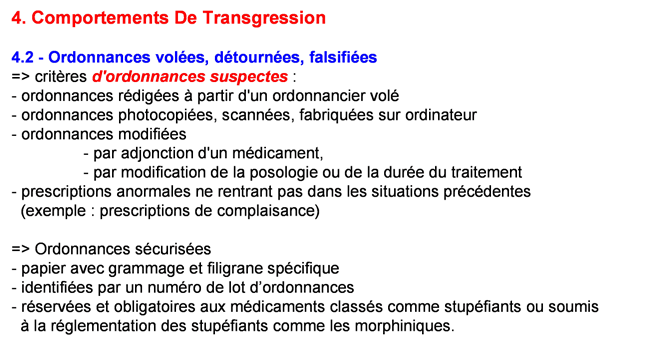 4. Comportements De Transgression
4.2 - Ordonnances volées, détournées, falsifiées
=> critères d'ordonnances suspectes :
- ordonnances rédigées à partir d'un ordonnancier volé
- ordonnances photocopiées, scannées, fabriquées sur ordinateur
- ordonnances modifiées
- par adjonction d'un médicament,
- par modification de la posologie ou de la durée du traitement
- prescriptions anormales ne rentrant pas dans les situations précédentes
(exemple : prescriptions de complaisance)
=> Ordonnances sécurisées
- papier avec grammage et filigrane spécifique
- identifiées par un numéro de lot d'ordonnances
- réservées et obligatoires aux médicaments classés comme stupéfiants ou soumis
à la réglementation des stupéfiants comme les morphiniques.